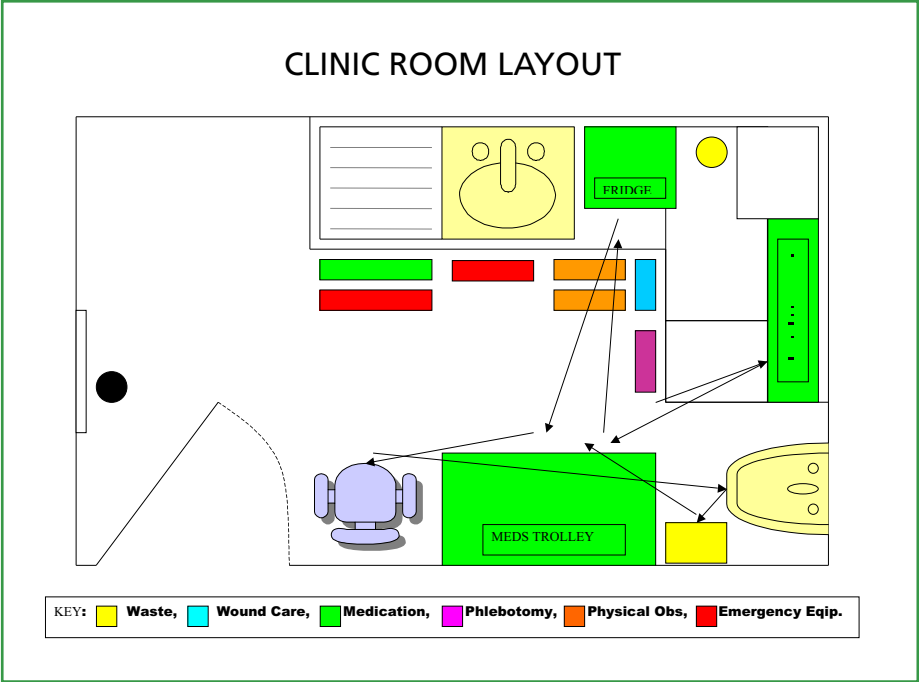 CLINIC ROOM LAYOUT
FRIDGE
MEDS TROLLEY
KEY: Waste, Wound Care, Medication, Phlebotomy, Physical Obs, Emergency Eqip.